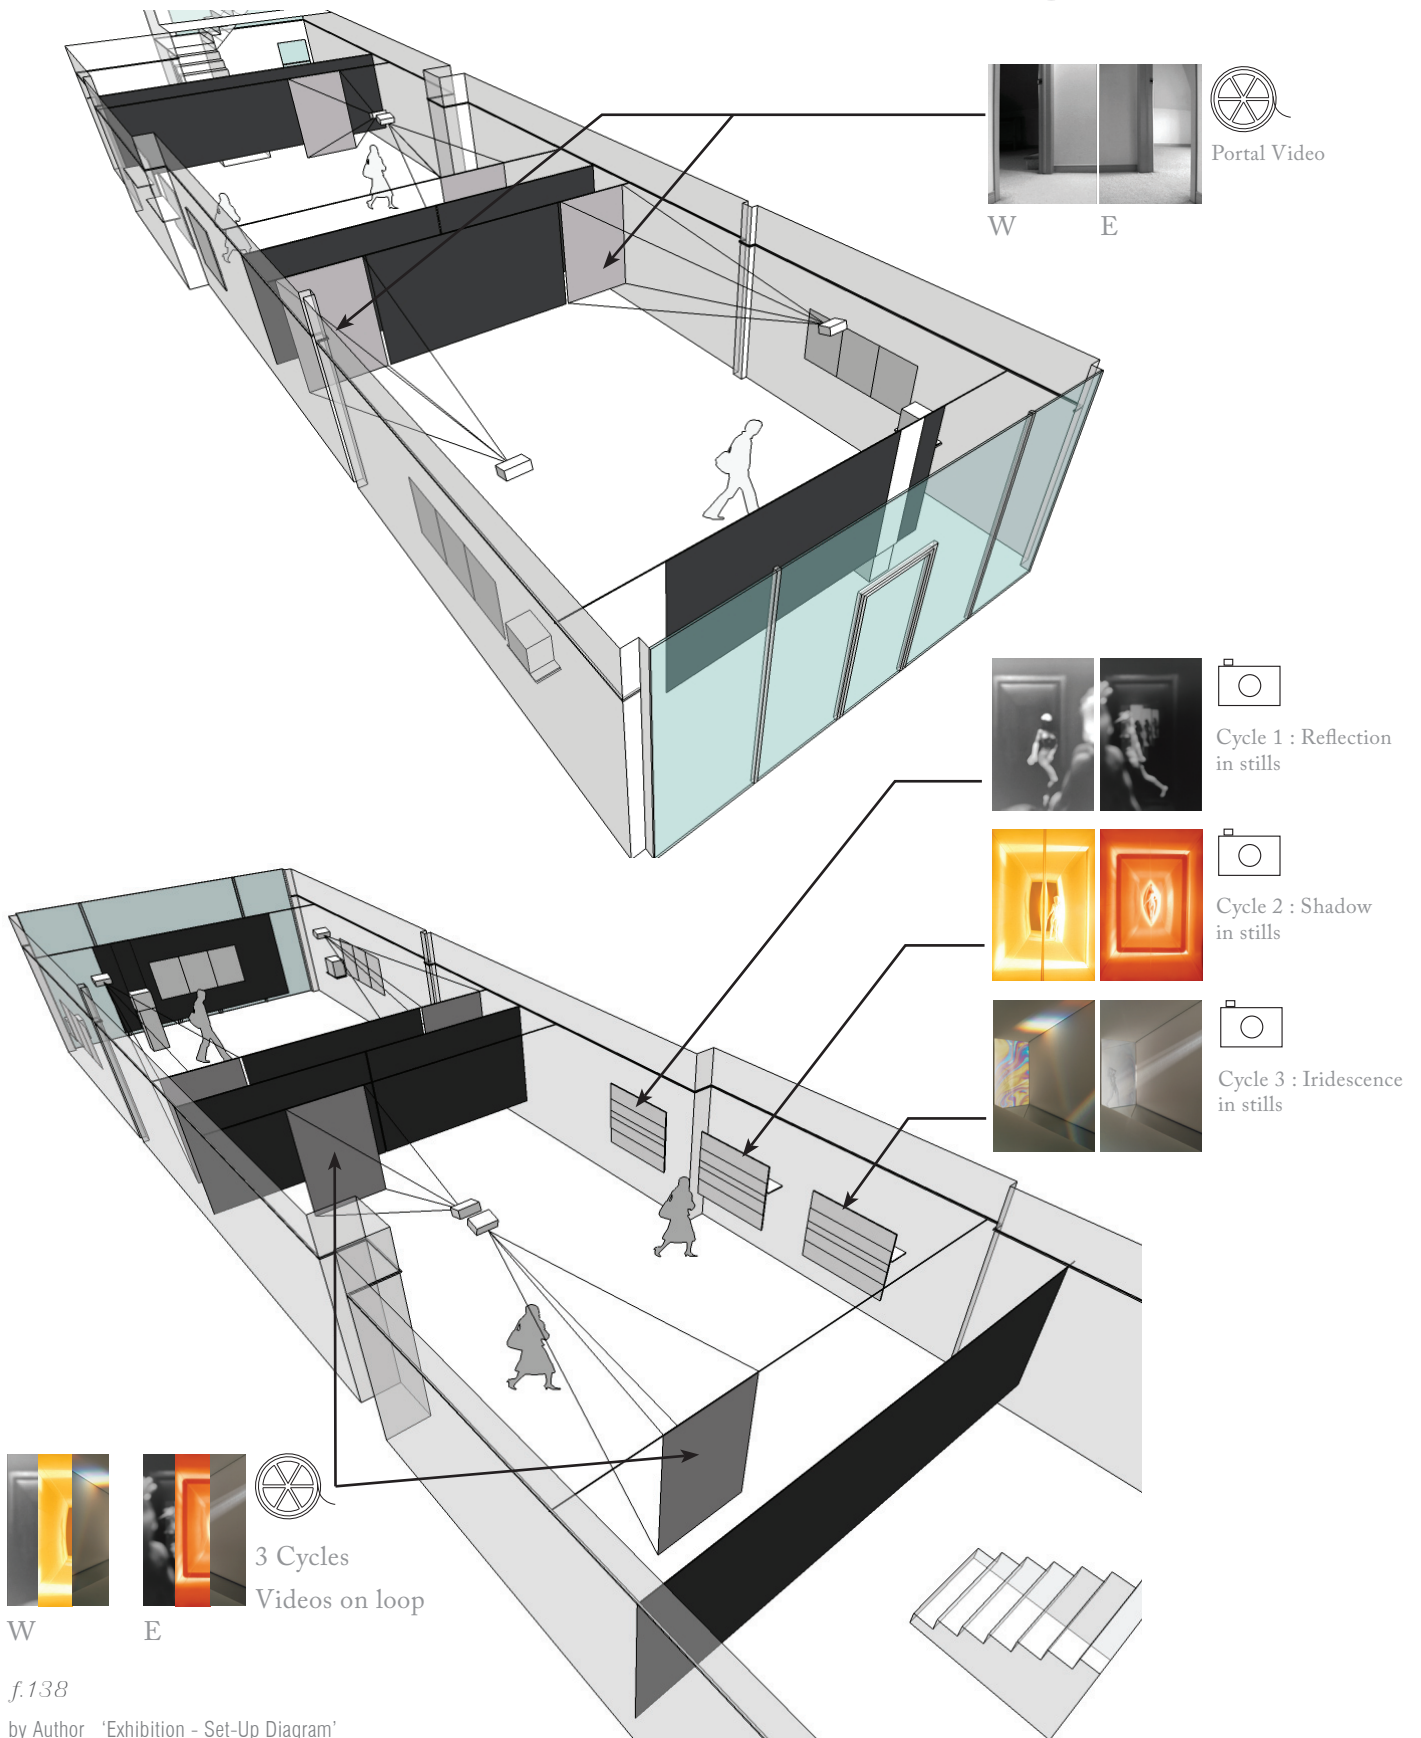 Portal Video
W E
Cycle 1 : Reflection
in stills
Cycle 2 : Shadow
in stills
Cycle 3 : Iridescence
in stills
3 Cycles
Videos on loop
W E
f.138
by Author ‘Exhibition - Set-Up Diagram’